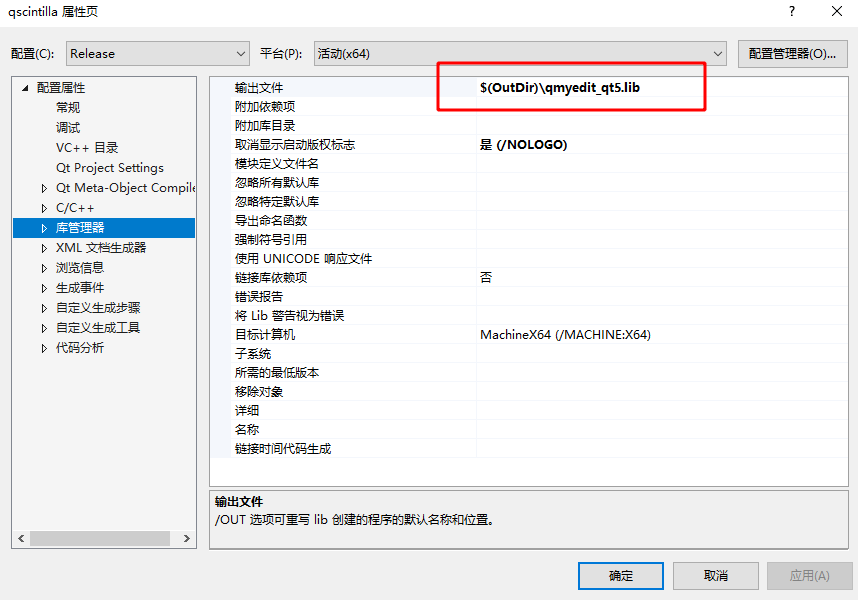 qscintilla 属性页
?
配置(C): Release 平台(P): 活动(x64) 配置管理器(O)...
配置属性
常规
调试
VC++ 目录
Qt Project Settings
Qt Meta-Object Compile
C/C++
库管理器
XML 文档生成器
浏览信息
生成事件
自定义生成步骤
自定义生成工具
代码分析
输出文件 $(OutDir)\qmyedit_qt5.lib
附加依赖项
附加库目录
取消显示启动版权标志 是 (/NOLOGO)
模块定义文件名
忽略所有默认库
忽略特定默认库
导出命名函数
强制符号引用
使用 UNICODE 响应文件
链接库依赖项 否
错误报告
将 Lib 警告视为错误
目标计算机 MachineX64 (/MACHINE:X64)
子系统
所需的最低版本
移除对象
详细
名称
链接时间代码生成
输出文件
/OUT 选项可重写 lib 创建的程序的默认名称和位置。
确定 取消 应用(A)